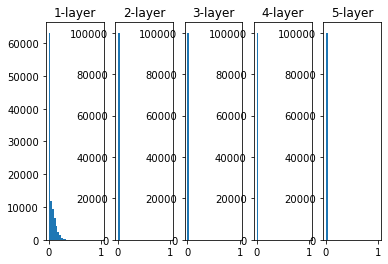 1-layer 2-layer 3-layer 4-layer 5-layer
60000 100000 100000 100000 100000
50000 80000 80000 80000 80000
40000 60000 60000 60000 60000
30000 40000 40000 40000 40000
20000 20000 20000 20000 20000
10000
0 0 0 0 0
0 1 0 1 0 1 0 1 0 1